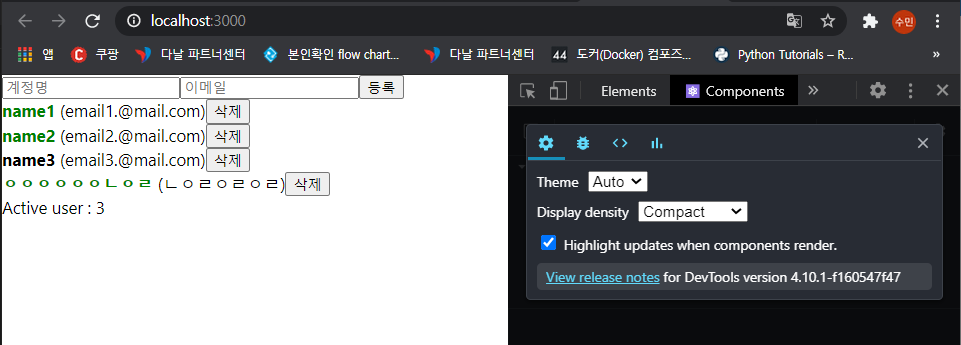 localhost:3000
수민
앱 쿠팡 다날 파트너센터 본인확인 flow chart... 다날 파트너센터 44 도커(Docker) 컴포즈... Python Tutorials – R... »
계정명 이메일 등록
name1 (email1.@mail.com) 삭제
name2 (email2.@mail.com) 삭제
name3 (email3.@mail.com) 삭제
ㅇㅇㅇㅇㅇㅇㄴㅇㄹ (ㄴㅇㄹㅇㄹㅇㄹ) 삭제
Active user : 3
Elements Components »
Theme Auto
Display density Compact
Highlight updates when components render.
View release notes for DevTools version 4.10.1-f160547f47